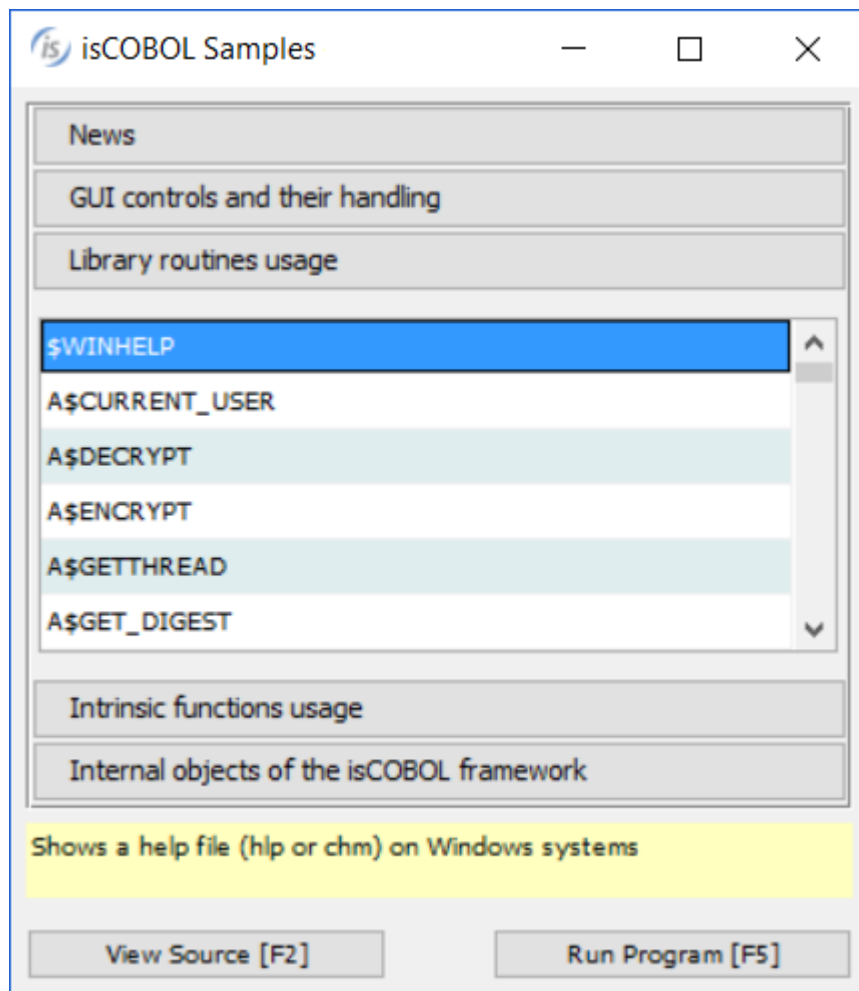 is isCOBOL Samples
News
GUI controls and their handling
Library routines usage
$WINHELP
A$CURRENT_USER
A$DECRYPT
A$ENCRYPT
A$GETTHREAD
A$GET_DIGEST
Intrinsic functions usage
Internal objects of the isCOBOL framework
Shows a help file (hlp or chm) on Windows systems
View Source [F2] Run Program [F5]